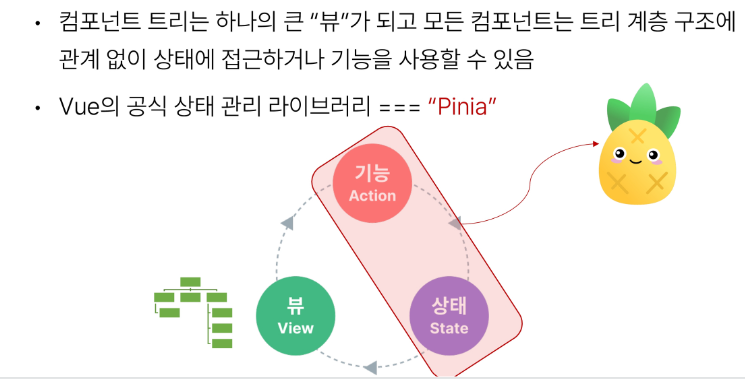 • 컴포넌트 트리는 하나의 큰 “뷰”가 되고 모든 컴포넌트는 트리 계층 구조에
관계 없이 상태에 접근하거나 기능을 사용할 수 있음
• Vue의 공식 상태 관리 라이브러리 === “Pinia”
기능
Action
뷰
View
상태
State